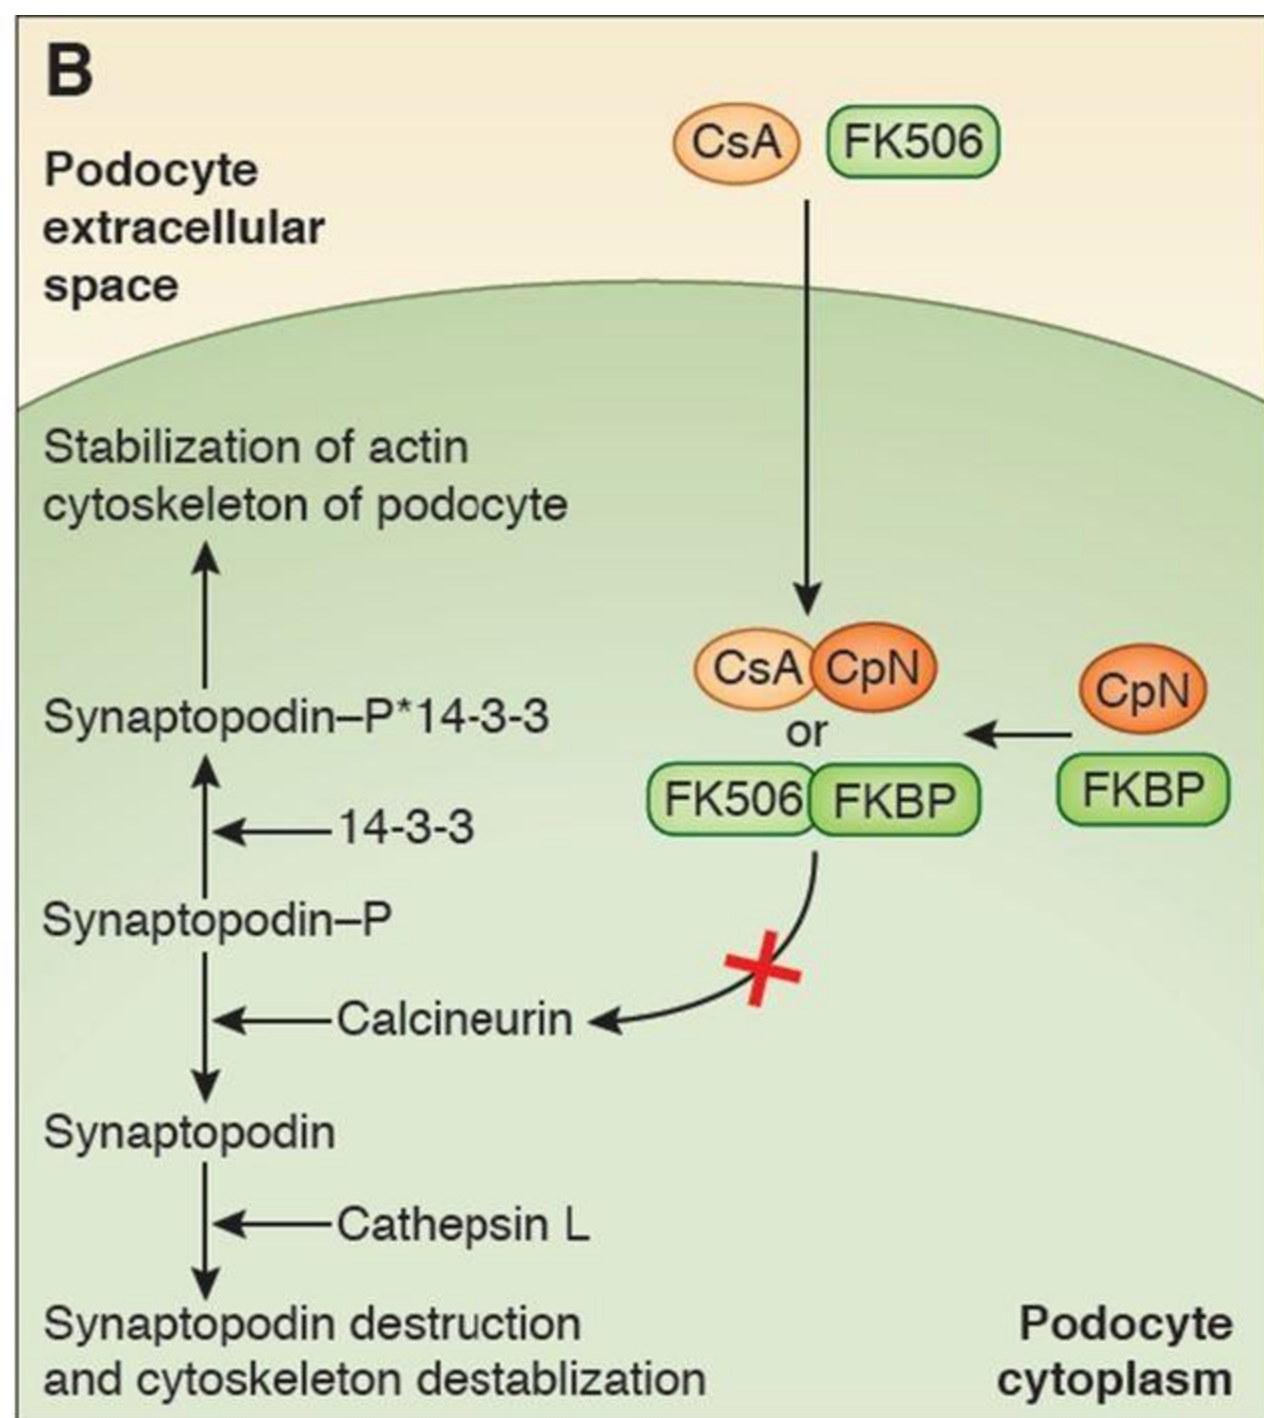 B
Podocyte
extracellular
space
CsA
FK506
Stabilization of actin
cytoskeleton of podocyte
Synaptopodin–P*14-3-3
14-3-3
Synaptopodin–P
Calcineurin
Synaptopodin
Cathepsin L
Synaptopodin destruction
and cytoskeleton destablization
CsA CpN
or
FK506 FKBP
CpN
FKBP
Podocyte
cytoplasm